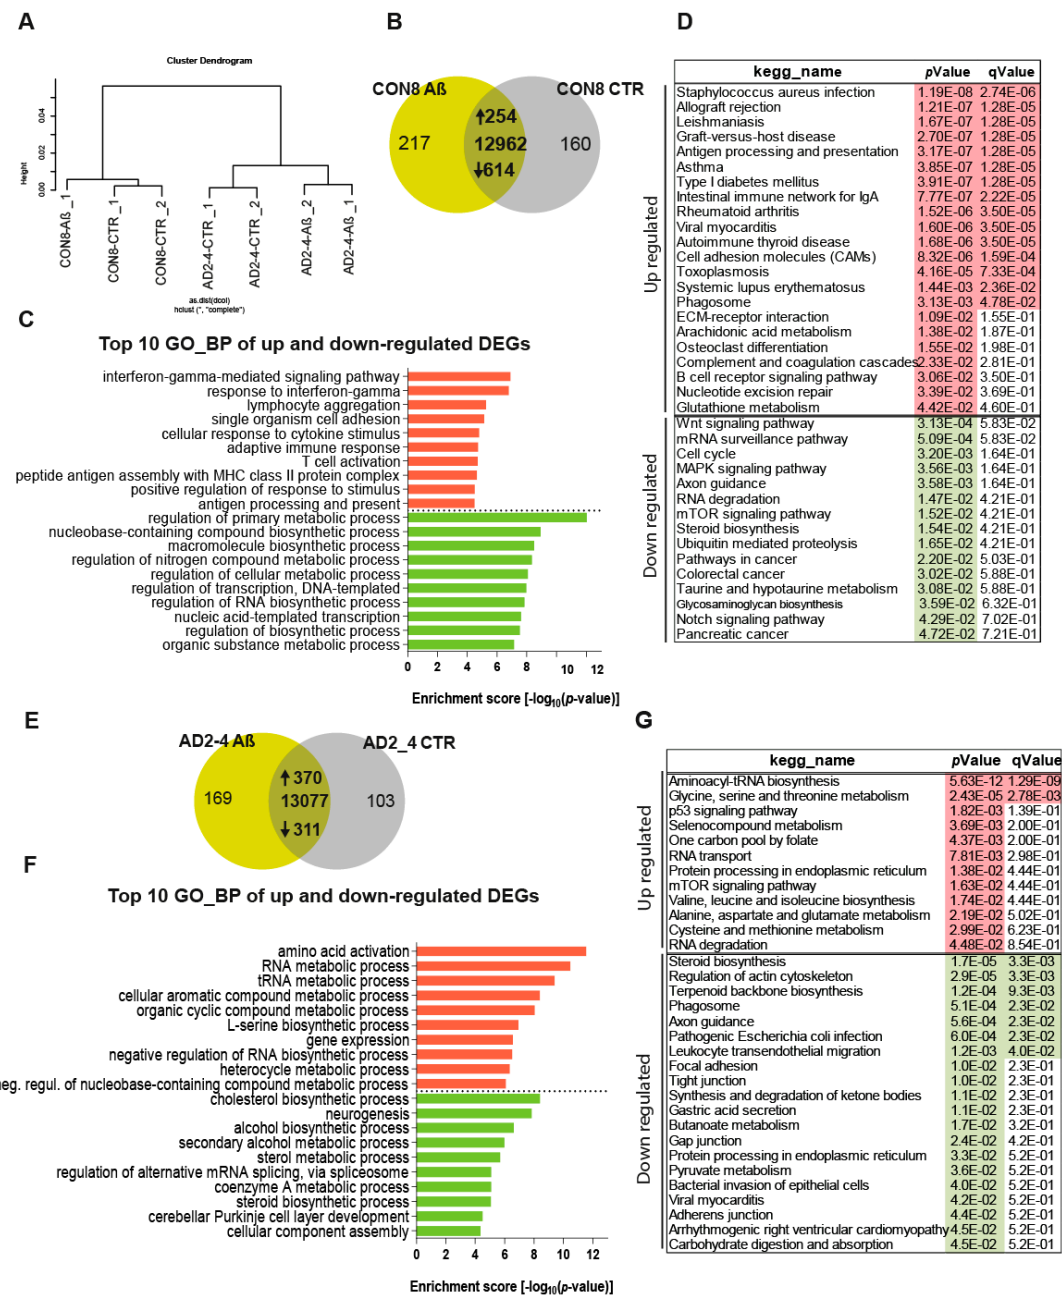 A
Cluster Dendrogram
Height
0.00
0.02
0.04
CON8-Aß _1
CON8-CTR _1
CON8-CTR _2
AD2-4-CTR _1
AD2-4-CTR _2
AD2-4-Aß _2
AD2-4-Aß _1
as.dist(dcol)
hclust (*, "complete")
B
CON8 Aß
CON8 CTR
217
↑254
12962
↓614
160
C
Top 10 GO_BP of up and down-regulated DEGs
interferon-gamma-mediated signaling pathway
response to interferon-gamma
lymphocyte aggregation
single organism cell adhesion
cellular response to cytokine stimulus
adaptive immune response
T cell activation
peptide antigen assembly with MHC class II protein complex
positive regulation of response to stimulus
antigen processing and present
regulation of primary metabolic process
nucleobase-containing compound biosynthetic process
macromolecule biosynthetic process
regulation of nitrogen compound metabolic process
regulation of cellular metabolic process
regulation of transcription, DNA-templated
regulation of RNA biosynthetic process
nucleic acid-templated transcription
regulation of biosynthetic process
organic substance metabolic process
0 2 4 6 8 10 12
Enrichment score [-log10(p-value)]
D
kegg_name pValue qValue
Up regulated
Staphylococcus aureus infection 1.19E-08 2.74E-06
Allograft rejection 1.21E-07 1.28E-05
Leishmaniasis 1.67E-07 1.28E-05
Graft-versus-host disease 2.70E-07 1.28E-05
Antigen processing and presentation 3.17E-07 1.28E-05
Asthma 3.85E-07 1.28E-05
Type I diabetes mellitus 3.91E-07 1.28E-05
Intestinal immune network for IgA 7.77E-07 2.22E-05
Rheumatoid arthritis 1.52E-06 3.50E-05
Viral myocarditis 1.60E-06 3.50E-05
Autoimmune thyroid disease 1.68E-06 3.50E-05
Cell adhesion molecules (CAMs) 8.32E-06 1.59E-04
Toxoplasmosis 4.16E-05 7.33E-04
Systemic lupus erythematosus 1.44E-03 2.36E-02
Phagosome 3.13E-03 4.78E-02
ECM-receptor interaction 1.09E-02 1.55E-01
Arachidonic acid metabolism 1.38E-02 1.87E-01
Osteoclast differentiation 1.55E-02 1.98E-01
Complement and coagulation cascades 2.33E-02 2.81E-01
B cell receptor signaling pathway 3.06E-02 3.50E-01
Nucleotide excision repair 3.39E-02 3.69E-01
Glutathione metabolism 4.42E-02 4.60E-01
Down regulated
Wnt signaling pathway 3.13E-04 5.83E-02
mRNA surveillance pathway 5.09E-04 5.83E-02
Cell cycle 3.20E-03 1.64E-01
MAPK signaling pathway 3.56E-03 1.64E-01
Axon guidance 3.58E-03 1.64E-01
RNA degradation 1.47E-02 4.21E-01
mTOR signaling pathway 1.52E-02 4.21E-01
Steroid biosynthesis 1.54E-02 4.21E-01
Ubiquitin mediated proteolysis 1.65E-02 4.21E-01
Pathways in cancer 2.20E-02 5.03E-01
Colorectal cancer 3.02E-02 5.88E-01
Taurine and hypotaurine metabolism 3.08E-02 5.88E-01
Glycosaminoglycan biosynthesis 3.59E-02 6.32E-01
Notch signaling pathway 4.29E-02 7.02E-01
Pancreatic cancer 4.72E-02 7.21E-01
E
AD2-4 Aß
AD2_4 CTR
169
↑ 370
13077
↓ 311
103
F
Top 10 GO_BP of up and down-regulated DEGs
amino acid activation
RNA metabolic process
tRNA metabolic process
cellular aromatic compound metabolic process
organic cyclic compound metabolic process
L-serine biosynthetic process
gene expression
negative regulation of RNA biosynthetic process
heterocycle metabolic process
neg. regul. of nucleobase-containing compound metabolic process
cholesterol biosynthetic process
neurogenesis
alcohol biosynthetic process
secondary alcohol metabolic process
sterol metabolic process
regulation of alternative mRNA splicing, via spliceosome
coenzyme A metabolic process
steroid biosynthetic process
cerebellar Purkinje cell layer development
cellular component assembly
0 2 4 6 8 10 12
Enrichment score [-log10(p-value)]
G
kegg_name pValue qValue
Up regulated
Aminoacyl-tRNA biosynthesis 5.63E-12 1.29E-09
Glycine, serine and threonine metabolism 2.43E-05 2.78E-03
p53 signaling pathway 1.82E-03 1.39E-01
Selenocompound metabolism 3.69E-03 2.00E-01
One carbon pool by folate 4.37E-03 2.00E-01
RNA transport 7.81E-03 2.98E-01
Protein processing in endoplasmic reticulum 1.38E-02 4.44E-01
mTOR signaling pathway 1.63E-02 4.44E-01
Valine, leucine and isoleucine biosynthesis 1.74E-02 4.44E-01
Alanine, aspartate and glutamate metabolism 2.19E-02 5.02E-01
Cysteine and methionine metabolism 2.99E-02 6.23E-01
RNA degradation 4.48E-02 8.54E-01
Down regulated
Steroid biosynthesis 1.7E-05 3.3E-03
Regulation of actin cytoskeleton 2.9E-05 3.3E-03
Terpenoid backbone biosynthesis 1.2E-04 9.3E-03
Phagosome 5.1E-04 2.3E-02
Axon guidance 5.6E-04 2.3E-02
Pathogenic Escherichia coli infection 6.0E-04 2.3E-02
Leukocyte transendothelial migration 1.2E-03 4.0E-02
Focal adhesion 1.0E-02 2.3E-01
Tight junction 1.0E-02 2.3E-01
Synthesis and degradation of ketone bodies 1.1E-02 2.3E-01
Gastric acid secretion 1.1E-02 2.3E-01
Butanoate metabolism 1.7E-02 3.2E-01
Gap junction 2.4E-02 4.2E-01
Protein processing in endoplasmic reticulum 3.3E-02 5.2E-01
Pyruvate metabolism 3.6E-02 5.2E-01
Bacterial invasion of epithelial cells 4.0E-02 5.2E-01
Viral myocarditis 4.2E-02 5.2E-01
Adherens junction 4.4E-02 5.2E-01
Arrhythmogenic right ventricular cardiomyopathy 4.5E-02 5.2E-01
Carbohydrate digestion and absorption 4.5E-02 5.2E-01